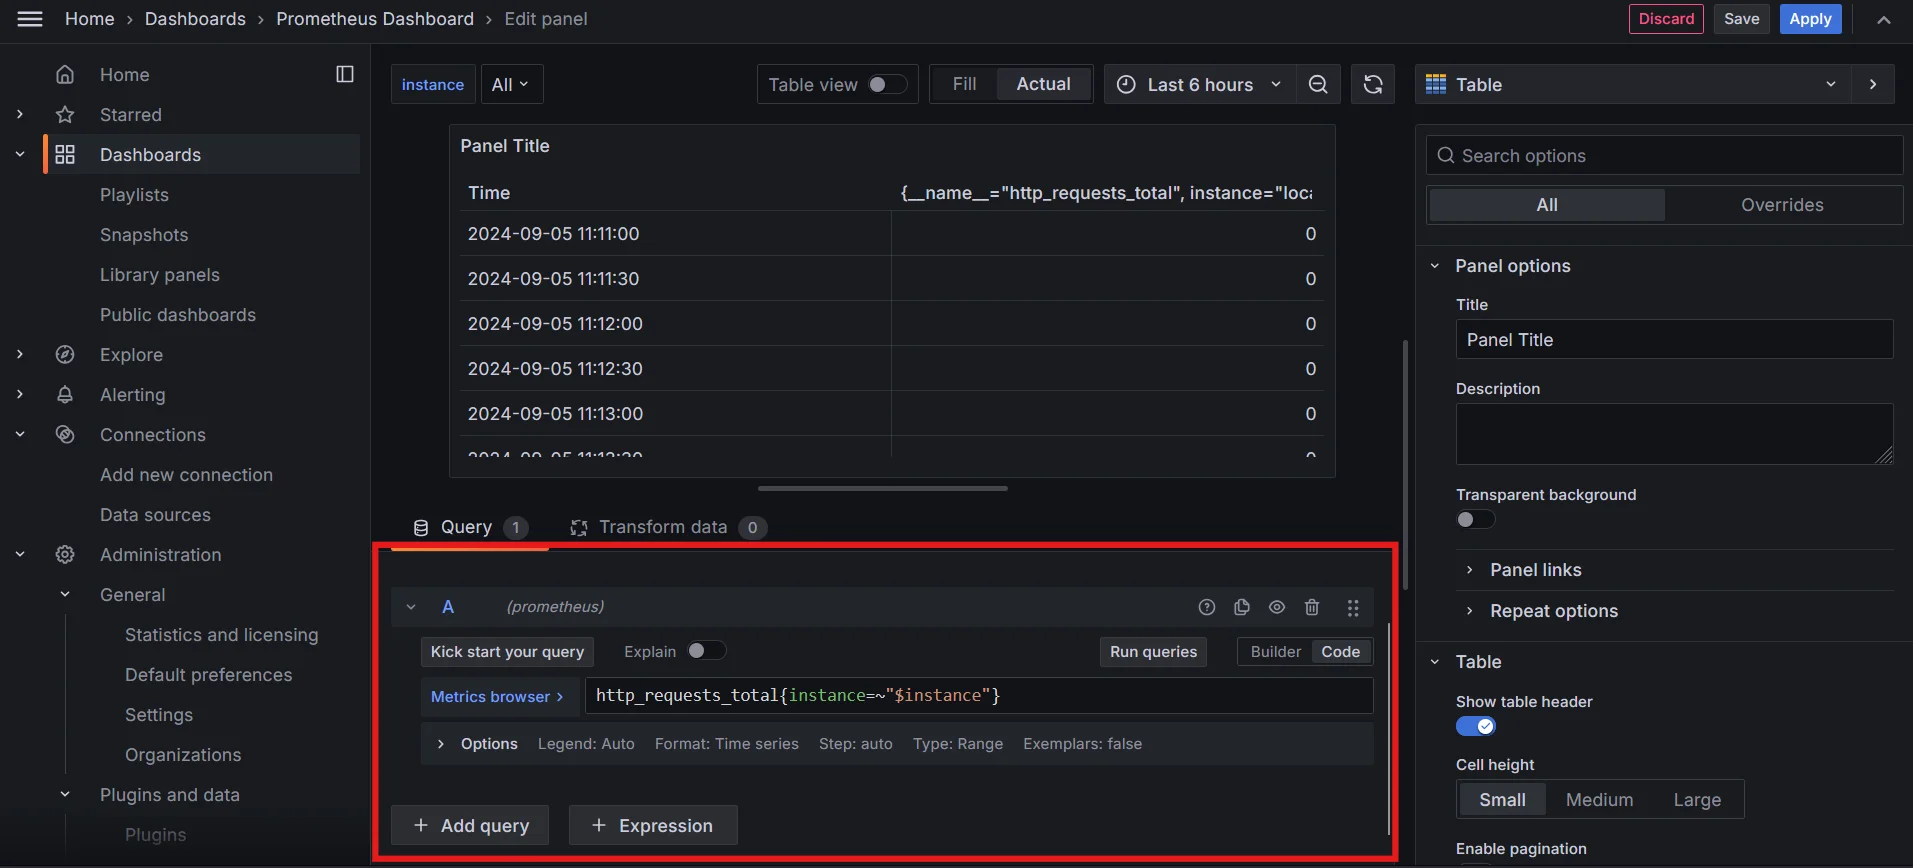 Home › Dashboards › Prometheus Dashboard › Edit panel
Discard Save Apply
Home
Starred
Dashboards
Playlists
Snapshots
Library panels
Public dashboards
Explore
Alerting
Connections
Add new connection
Data sources
Administration
General
Statistics and licensing
Default preferences
Settings
Organizations
Plugins and data
Plugins
instance All
Table view Fill Actual Last 6 hours
Panel Title
Time {__name__="http_requests_total", instance="loca
2024-09-05 11:11:00 0
2024-09-05 11:11:30 0
2024-09-05 11:12:00 0
2024-09-05 11:12:30 0
2024-09-05 11:13:00 0
2024-09-05 11:13:30 0
Query 1 Transform data 0
A (prometheus)
Kick start your query Explain Run queries Builder Code
Metrics browser > http_requests_total{instance=~"$instance"}
Options Legend: Auto Format: Time series Step: auto Type: Range Exemplars: false
+ Add query + Expression
Table
Search options
All Overrides
Panel options
Title
Panel Title
Description
Transparent background
Panel links
Repeat options
Table
Show table header
Cell height
Small Medium Large
Enable pagination